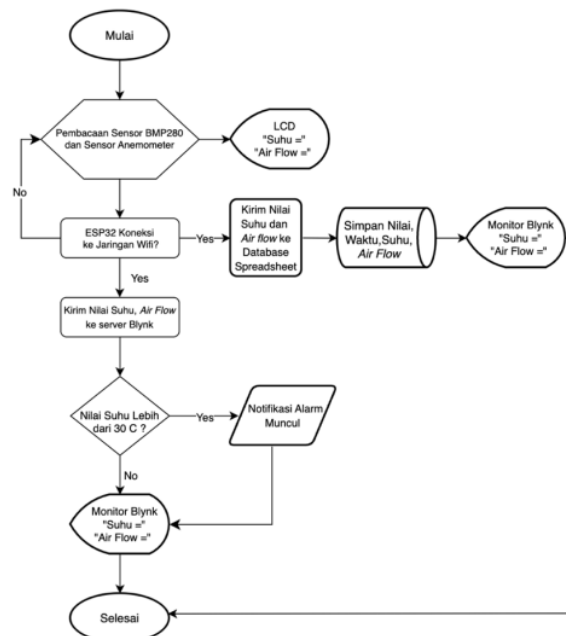 Mulai
Pembacaan Sensor BMP280
dan Sensor Anemometer
LCD
"Suhu ="
"Air Flow ="
No
ESP32 Koneksi
ke Jaringan Wifi?
Yes
Kirim Nilai
Suhu dan
Air flow ke
Database
Spreadsheet
Simpan Nilai,
Waktu,Suhu,
Air Flow
Monitor Blynk
"Suhu ="
"Air Flow ="
Yes
Kirim Nilai Suhu, Air Flow
ke server Blynk
Nilai Suhu Lebih
dari 30 C ?
Yes
Notifikasi Alarm
Muncul
No
Monitor Blynk
"Suhu ="
"Air Flow ="
Selesai